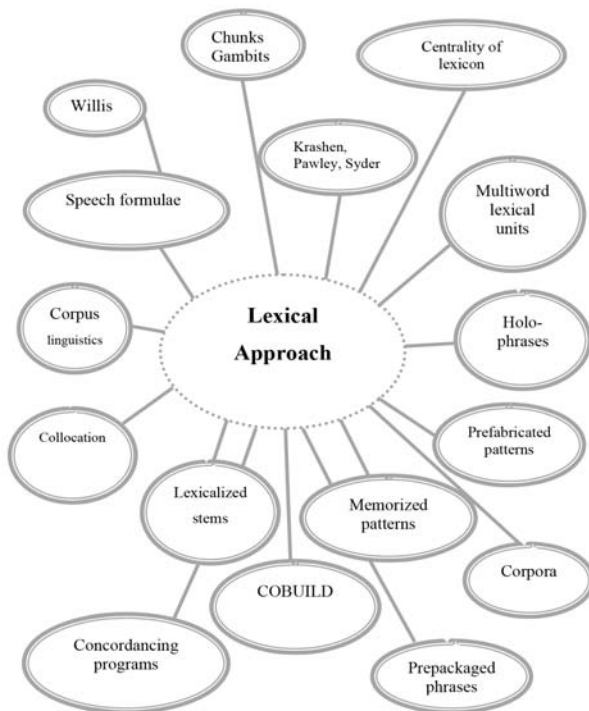 Chunks
Gambits
Centrality of
lexicon
Willis
Krashen,
Pawley, Syder
Speech formulae
Multiword
lexical
units
Lexical
Approach
Corpus
linguistics
Holo-
phrases
Collocation
Prefabricated
patterns
Lexicalized
stems
Memorized
patterns
Corpora
COBUILD
Concordancing
programs
Prepackaged
phrases